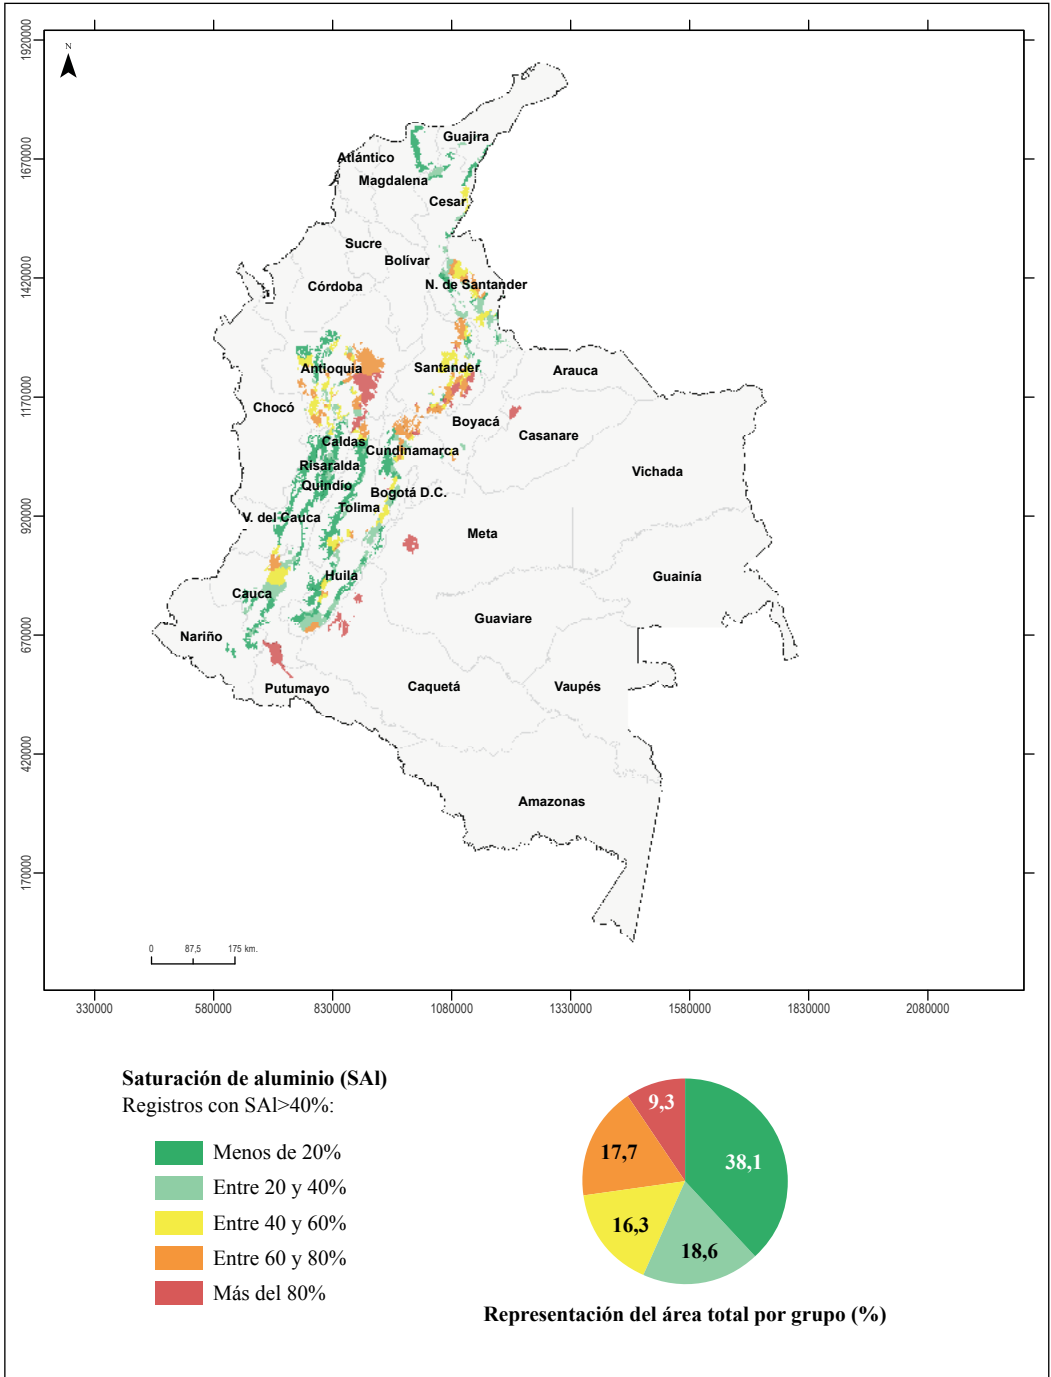 N
1920000
1670000
1420000
1170000
920000
670000
420000
170000
Guajira
Atlántico
Magdalena
Cesar
Sucre
Bolívar
Córdoba
N. de Santander
Antioquia
Santander
Arauca
Chocó
Boyacá
Casanare
Caldas
Cundinamarca
Risaralda
Vichada
Quindío
Bogotá D.C.
Tolima
V. del Cauca
Meta
Huila
Guainía
Cauca
Guaviare
Nariño
Putumayo
Caquetá
Vaupés
Amazonas
0 87,5 175 km.
330000 580000 830000 1080000 1330000 1580000 1830000 2080000
Saturación de aluminio (SAl)
Registros con SAl>40%:
Menos de 20%
Entre 20 y 40%
Entre 40 y 60%
Entre 60 y 80%
Más del 80%
9,3
17,7
38,1
16,3
18,6
Representación del área total por grupo (%)